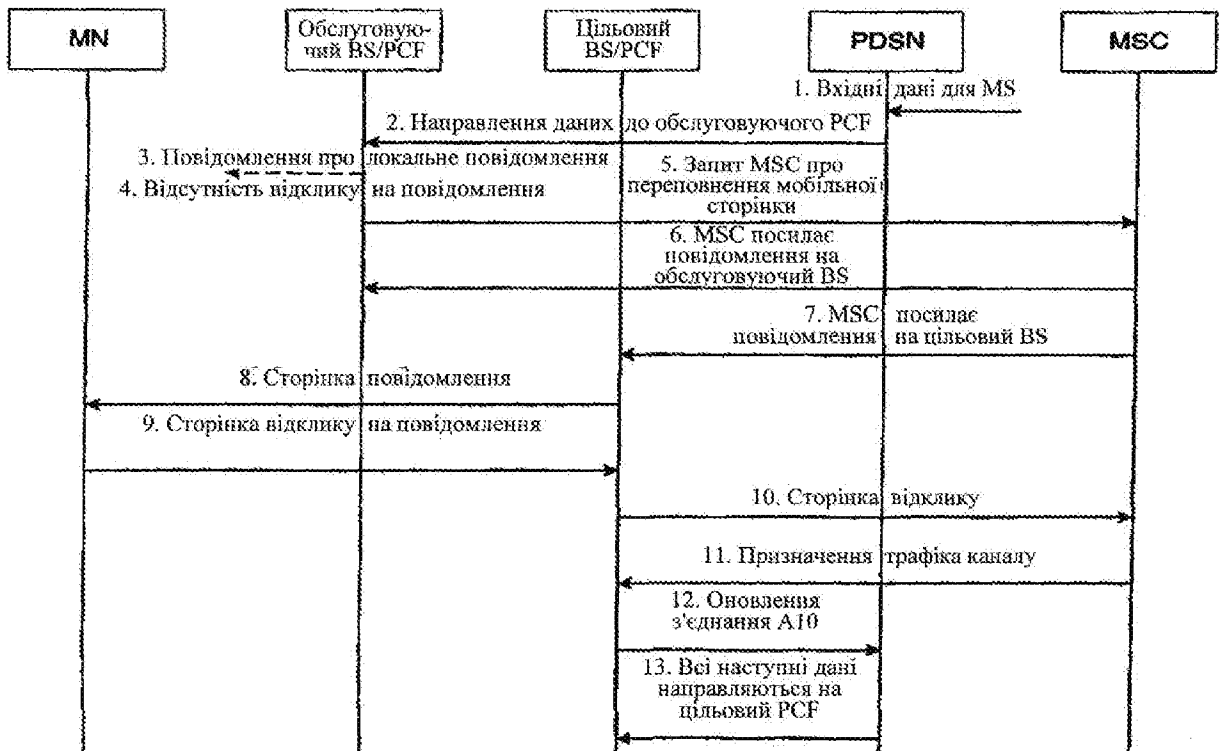 MN
Обслуговую-
чий BS/PCF
Цільовий
BS/PCF
PDSN
MSC
1. Вхідні дані для MS
2. Направлення даних до обслуговуючого PCF
3. Повідомлення про локальне повідомлення
4. Відсутність відклику на повідомлення
5. Запит MSC про
переповнення мобільної
сторінки
6. MSC посилає
повідомлення на
обслуговуючий BS
7. MSC посилає
повідомлення на цільовий BS
8. Сторінка повідомлення
9. Сторінка відклику на повідомлення
10. Сторінка відклику
11. Призначення трафіка каналу
12. Оновлення
з'єднання A10
13. Всі наступні дані
направляються на
цільовий PCF